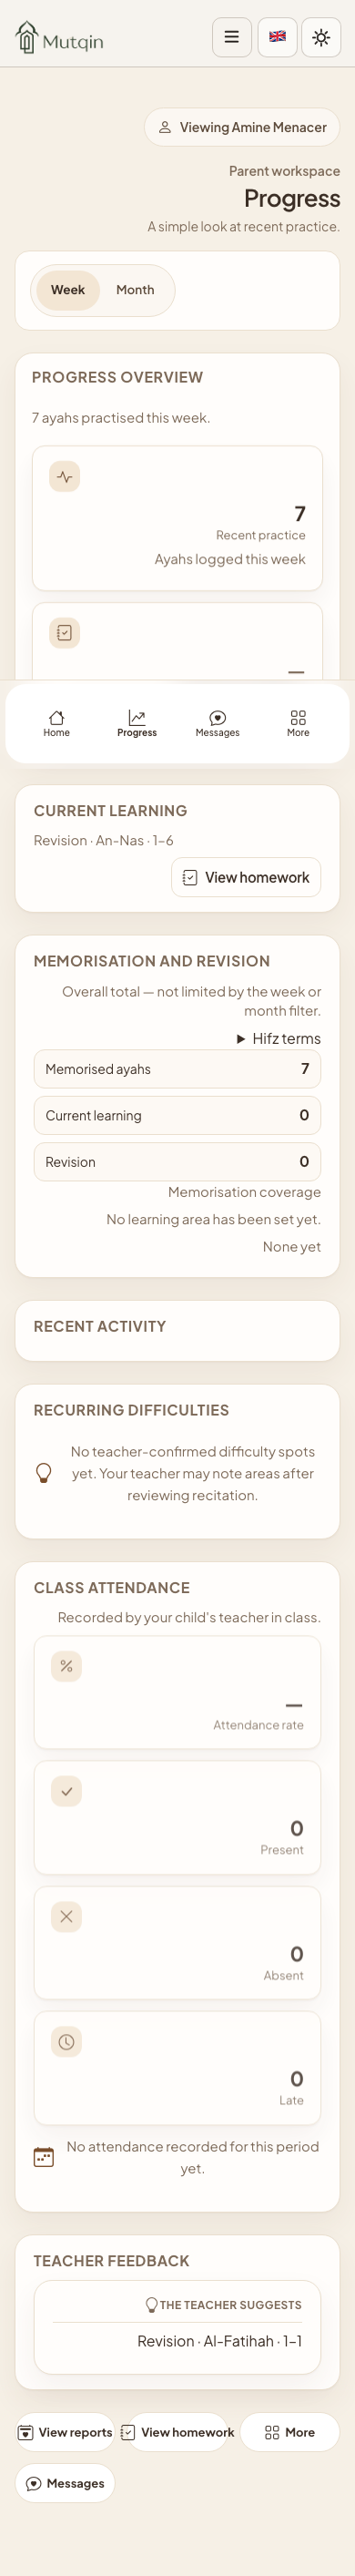 Mutqin
Viewing Amine Menacer
Parent workspace
Progress
A simple look at recent practice.
Week
Month
PROGRESS OVERVIEW
7 ayahs practised this week.
7
Recent practice
Ayahs logged this week
—
Home
Progress
Messages
More
CURRENT LEARNING
Revision · An-Nas · 1–6
View homework
MEMORISATION AND REVISION
Overall total — not limited by the week or
month filter.
▶ Hifz terms
Memorised ayahs 7
Current learning 0
Revision 0
Memorisation coverage
No learning area has been set yet.
None yet
RECENT ACTIVITY
RECURRING DIFFICULTIES
No teacher-confirmed difficulty spots
yet. Your teacher may note areas after
reviewing recitation.
CLASS ATTENDANCE
Recorded by your child's teacher in class.
—
Attendance rate
0
Present
0
Absent
0
Late
No attendance recorded for this period
yet.
TEACHER FEEDBACK
THE TEACHER SUGGESTS
Revision · Al-Fatihah · 1–1
View reports
View homework
More
Messages